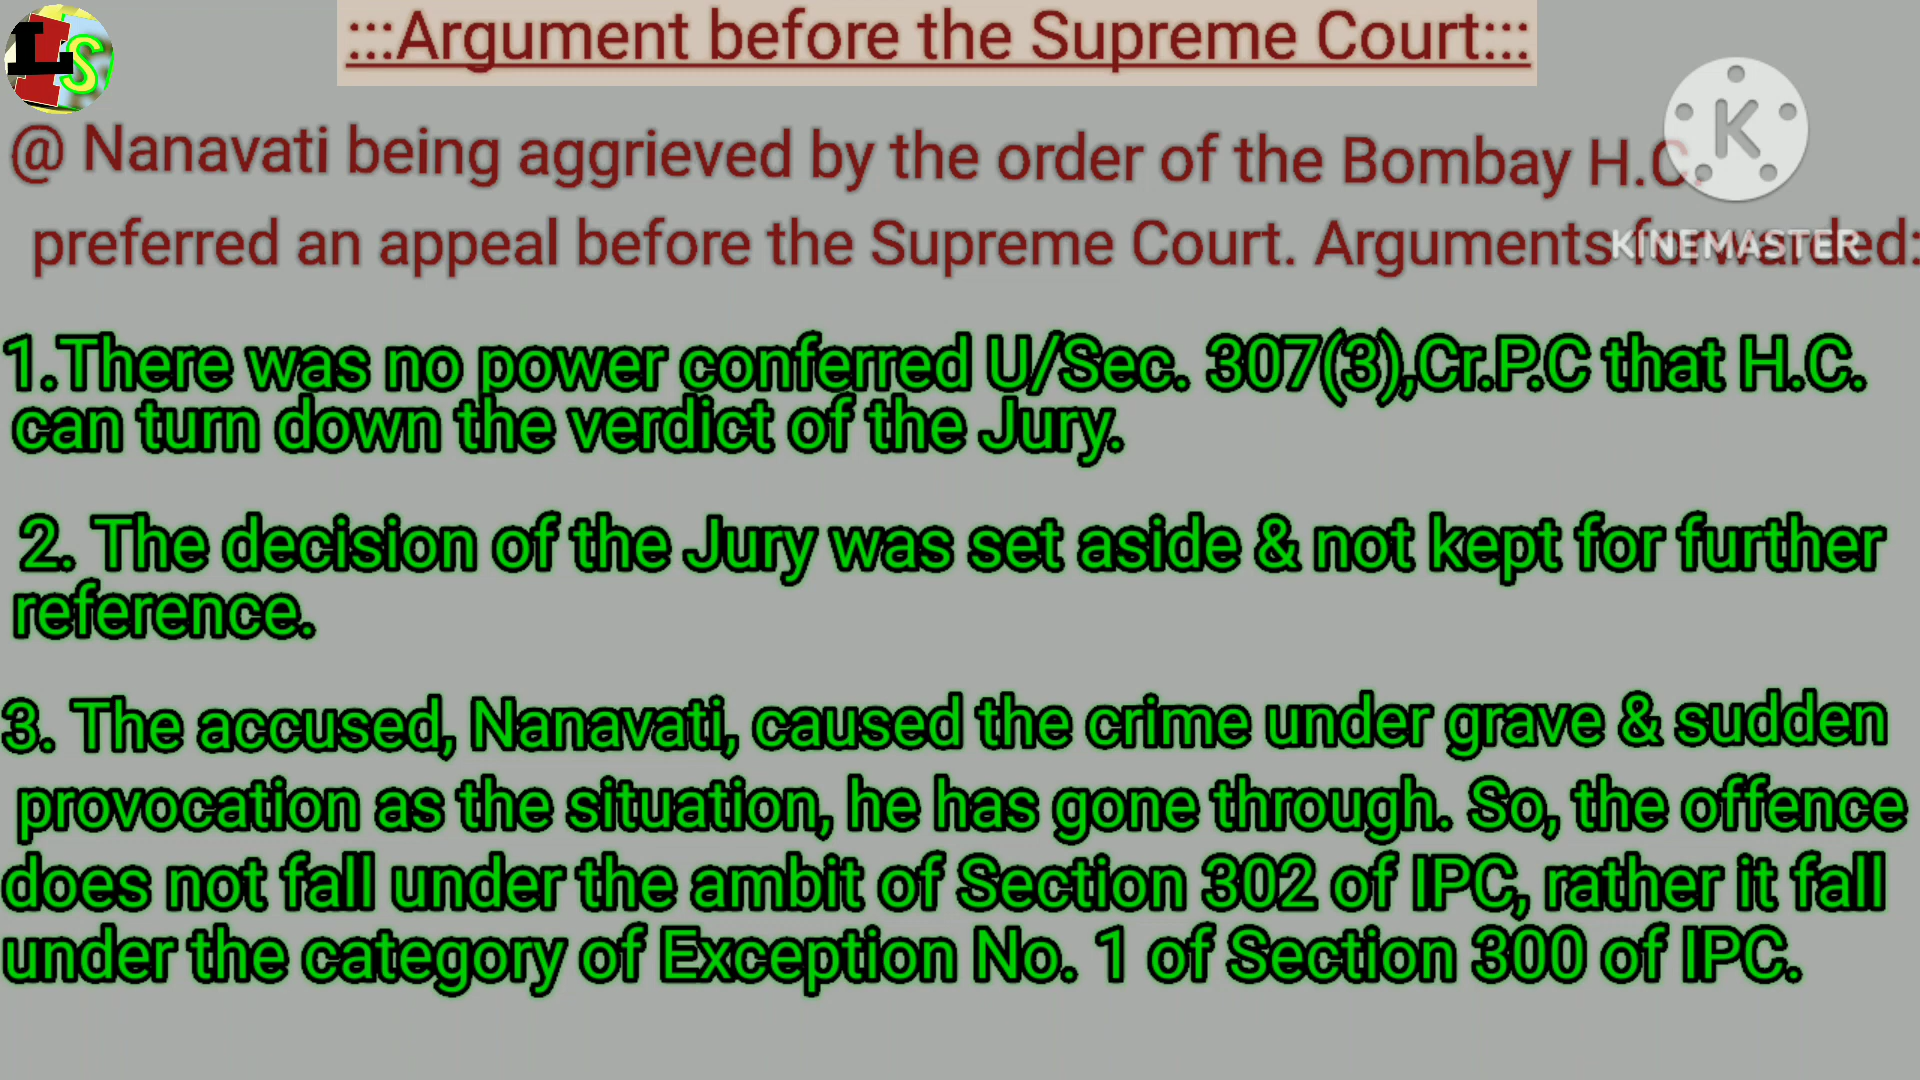 LS
:::Argument before the Supreme Court:::
K
@ Nanavati being aggrieved by the order of the Bombay H.C.
preferred an appeal before the Supreme Court. Arguments forwarded:
KINEMASTER
1.There was no power conferred U/Sec. 307(3),Cr.P.C that H.C.
can turn down the verdict of the Jury.
2. The decision of the Jury was set aside & not kept for further
reference.
3. The accused, Nanavati, caused the crime under grave & sudden
provocation as the situation, he has gone through. So, the offence
does not fall under the ambit of Section 302 of IPC, rather it fall
under the category of Exception No. 1 of Section 300 of IPC.